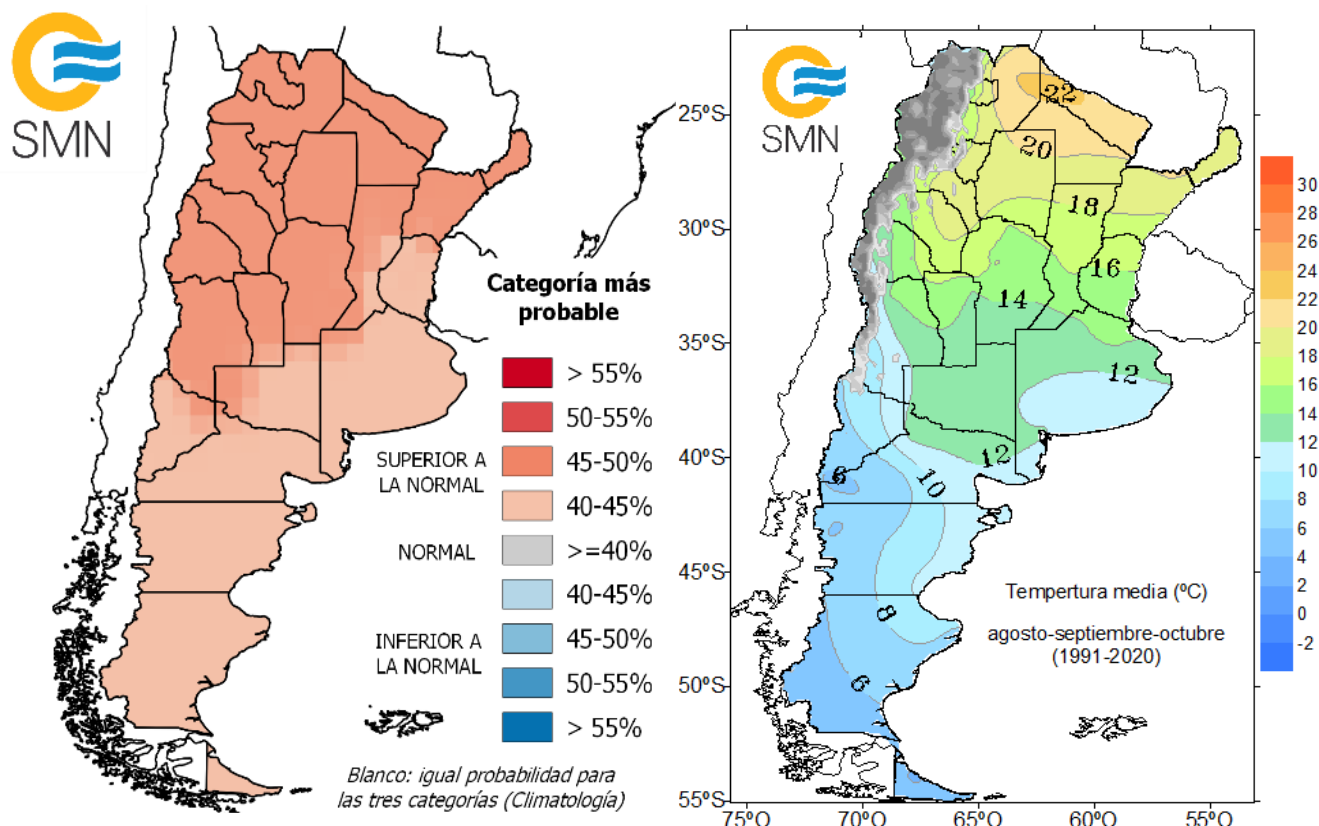 SMN
Categoría más
probable
> 55%
50-55%
SUPERIOR A
LA NORMAL
45-50%
40-45%
NORMAL
>=40%
40-45%
INFERIOR A
LA NORMAL
45-50%
50-55%
> 55%
Blanco: igual probabilidad para
las tres categorías (Climatología)
SMN
25ºS
30ºS
35ºS
40ºS
45ºS
50ºS
55ºS
75ºO
70ºO
65ºO
60ºO
55ºO
22
20
18
16
14
12
12
10
6
8
6
Tempertura media (ºC)
agosto-septiembre-octubre
(1991-2020)
30
28
26
24
22
20
18
16
14
12
10
8
6
4
2
0
-2